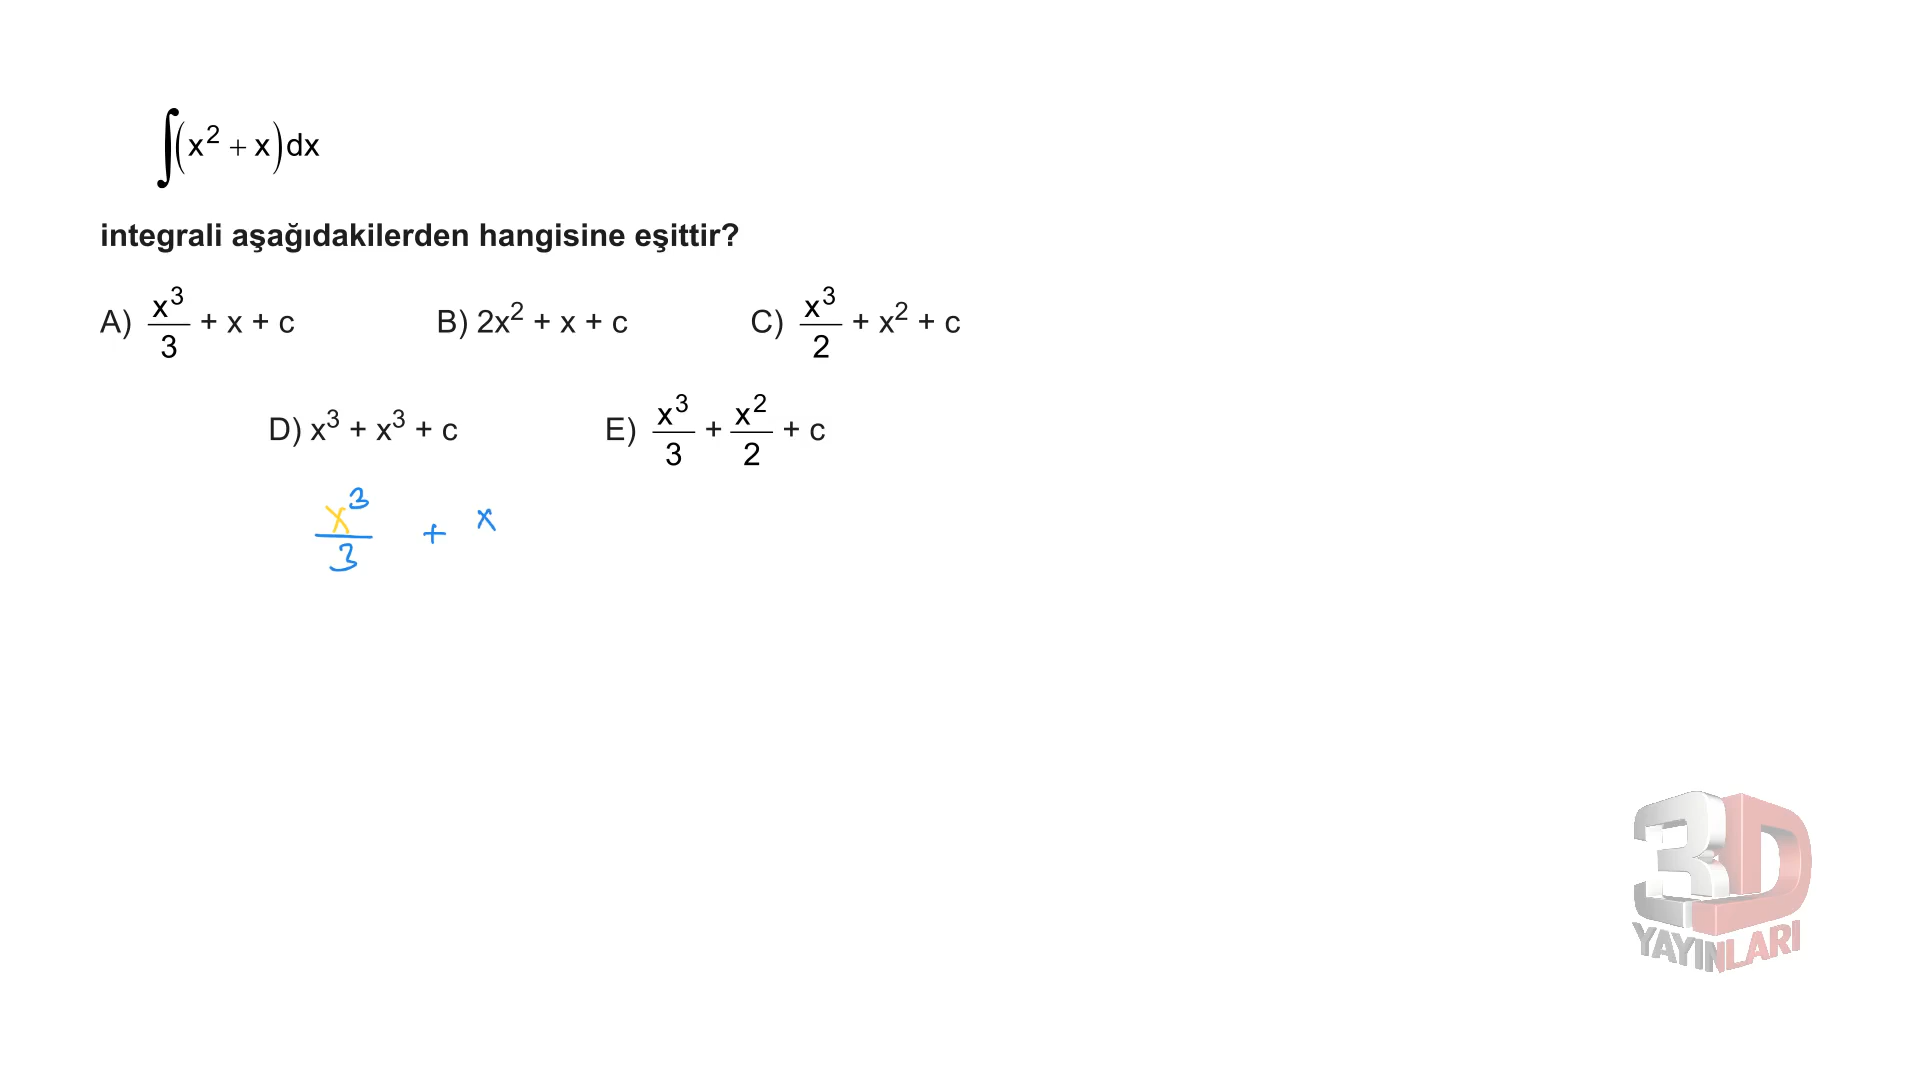 ∫(x² + x)dx
integrali aşağıdakilerden hangisine eşittir?
A) x³/3 + x + c B) 2x² + x + c C) x³/2 + x² + c
D) x³ + x³ + c E) x³/3 + x²/2 + c
x³/3 + x
3D
YAYINLARI